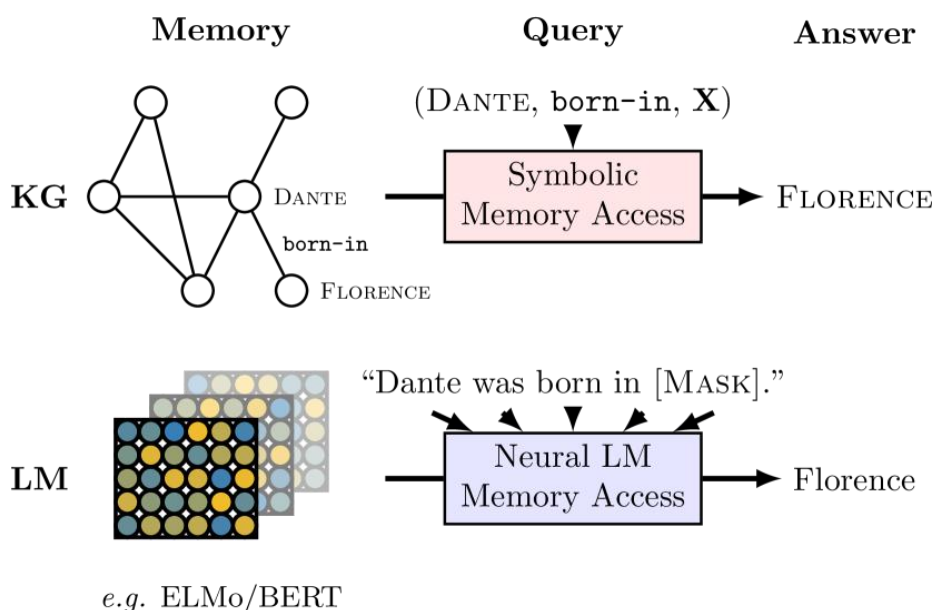 Memory
Query
Answer
(DANTE, born-in, X)
KG
DANTE
born-in
FLORENCE
Symbolic
Memory Access
FLORENCE
“Dante was born in [MASK].”
LM
Neural LM
Memory Access
Florence
e.g. ELMo/BERT